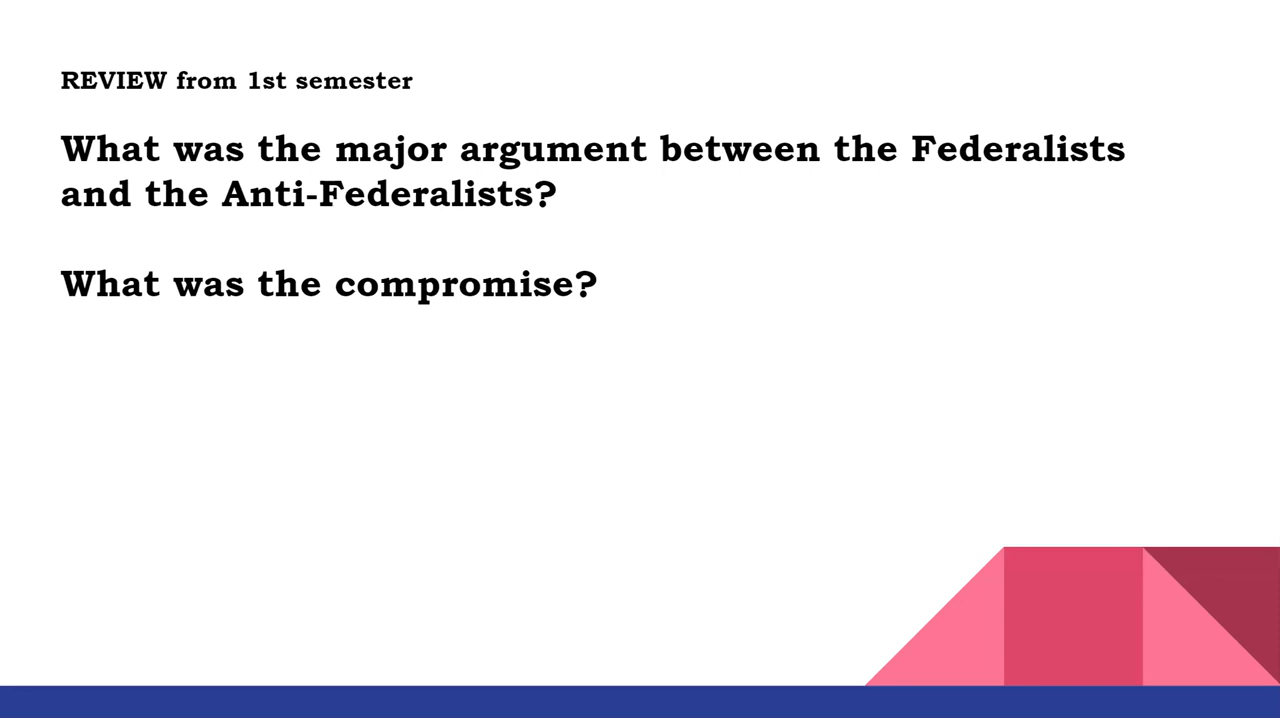 REVIEW from 1st semester
What was the major argument between the Federalists
and the Anti-Federalists?
What was the compromise?